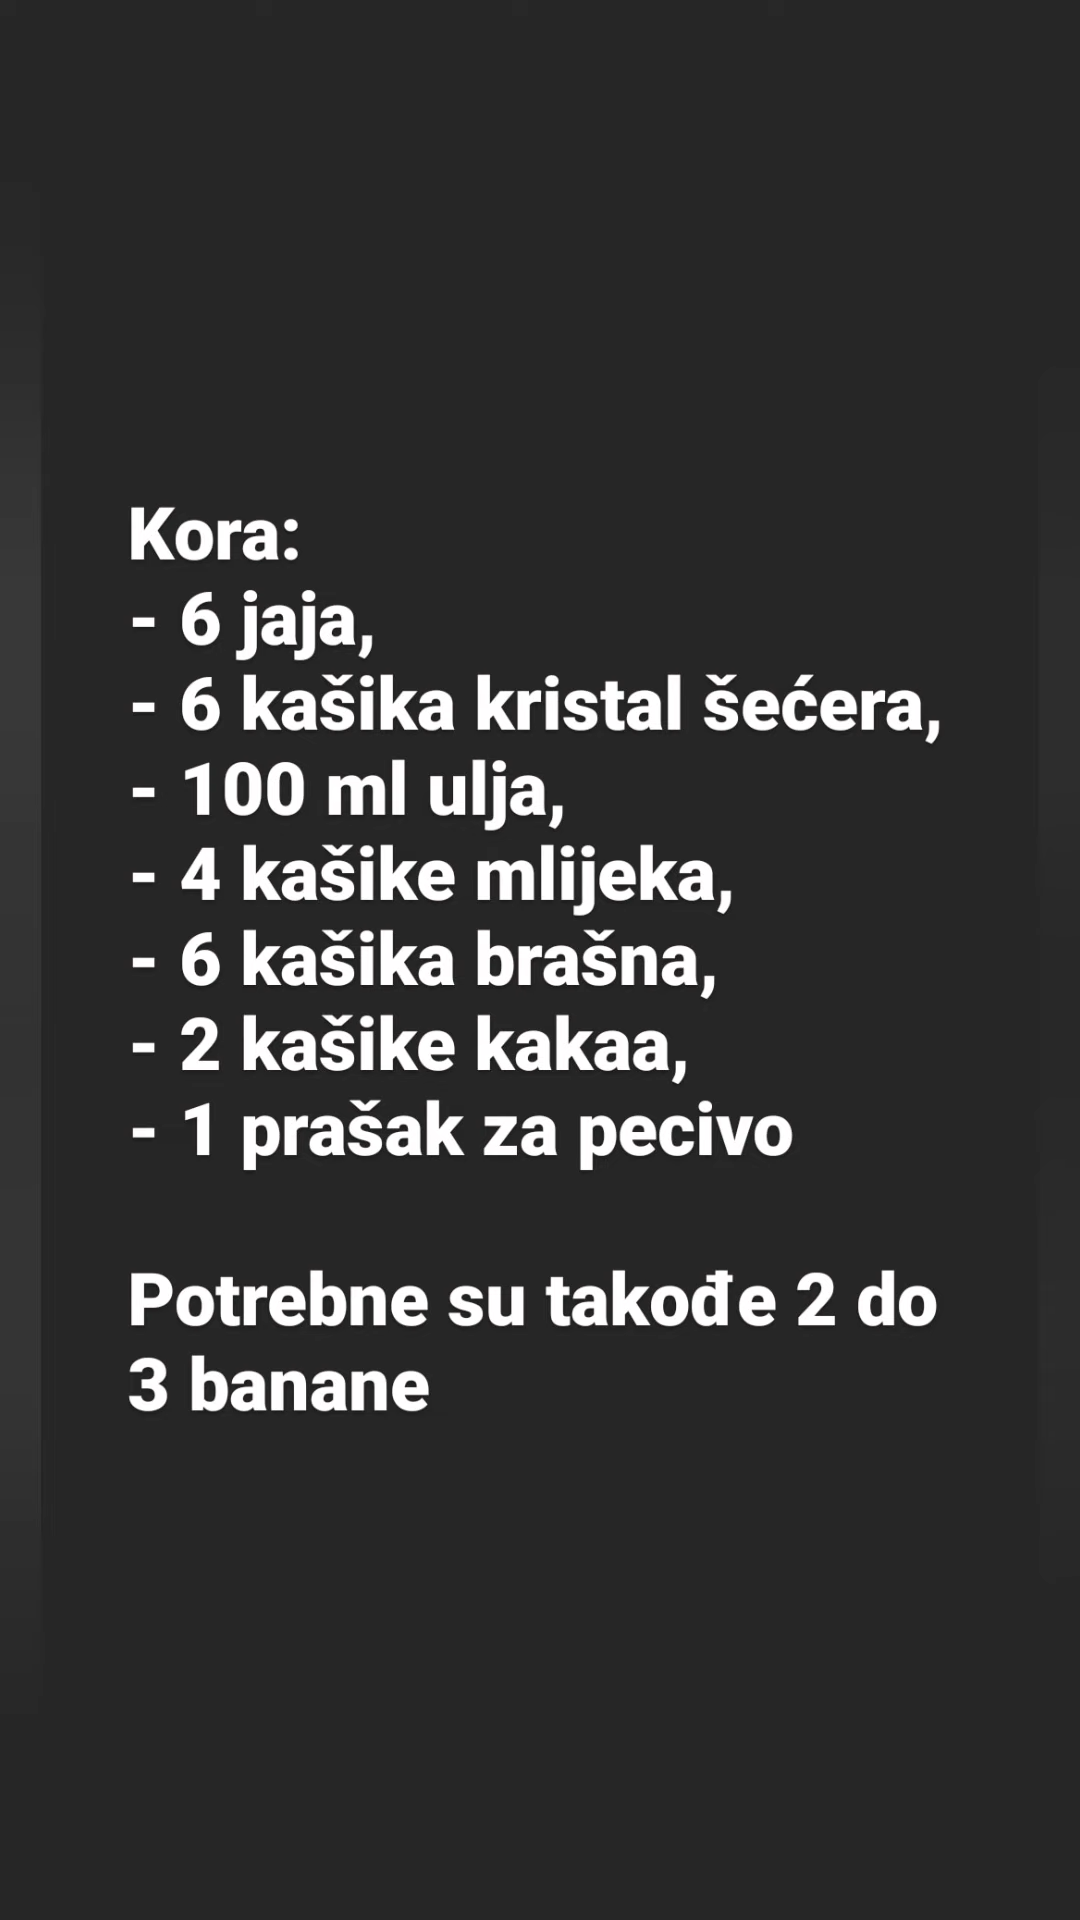 Kora:
- 6 jaja,
- 6 kašika kristal šećera,
- 100 ml ulja,
- 4 kašike mlijeka,
- 6 kašika brašna,
- 2 kašike kakaa,
- 1 prašak za pecivo
Potrebne su takođe 2 do
3 banane